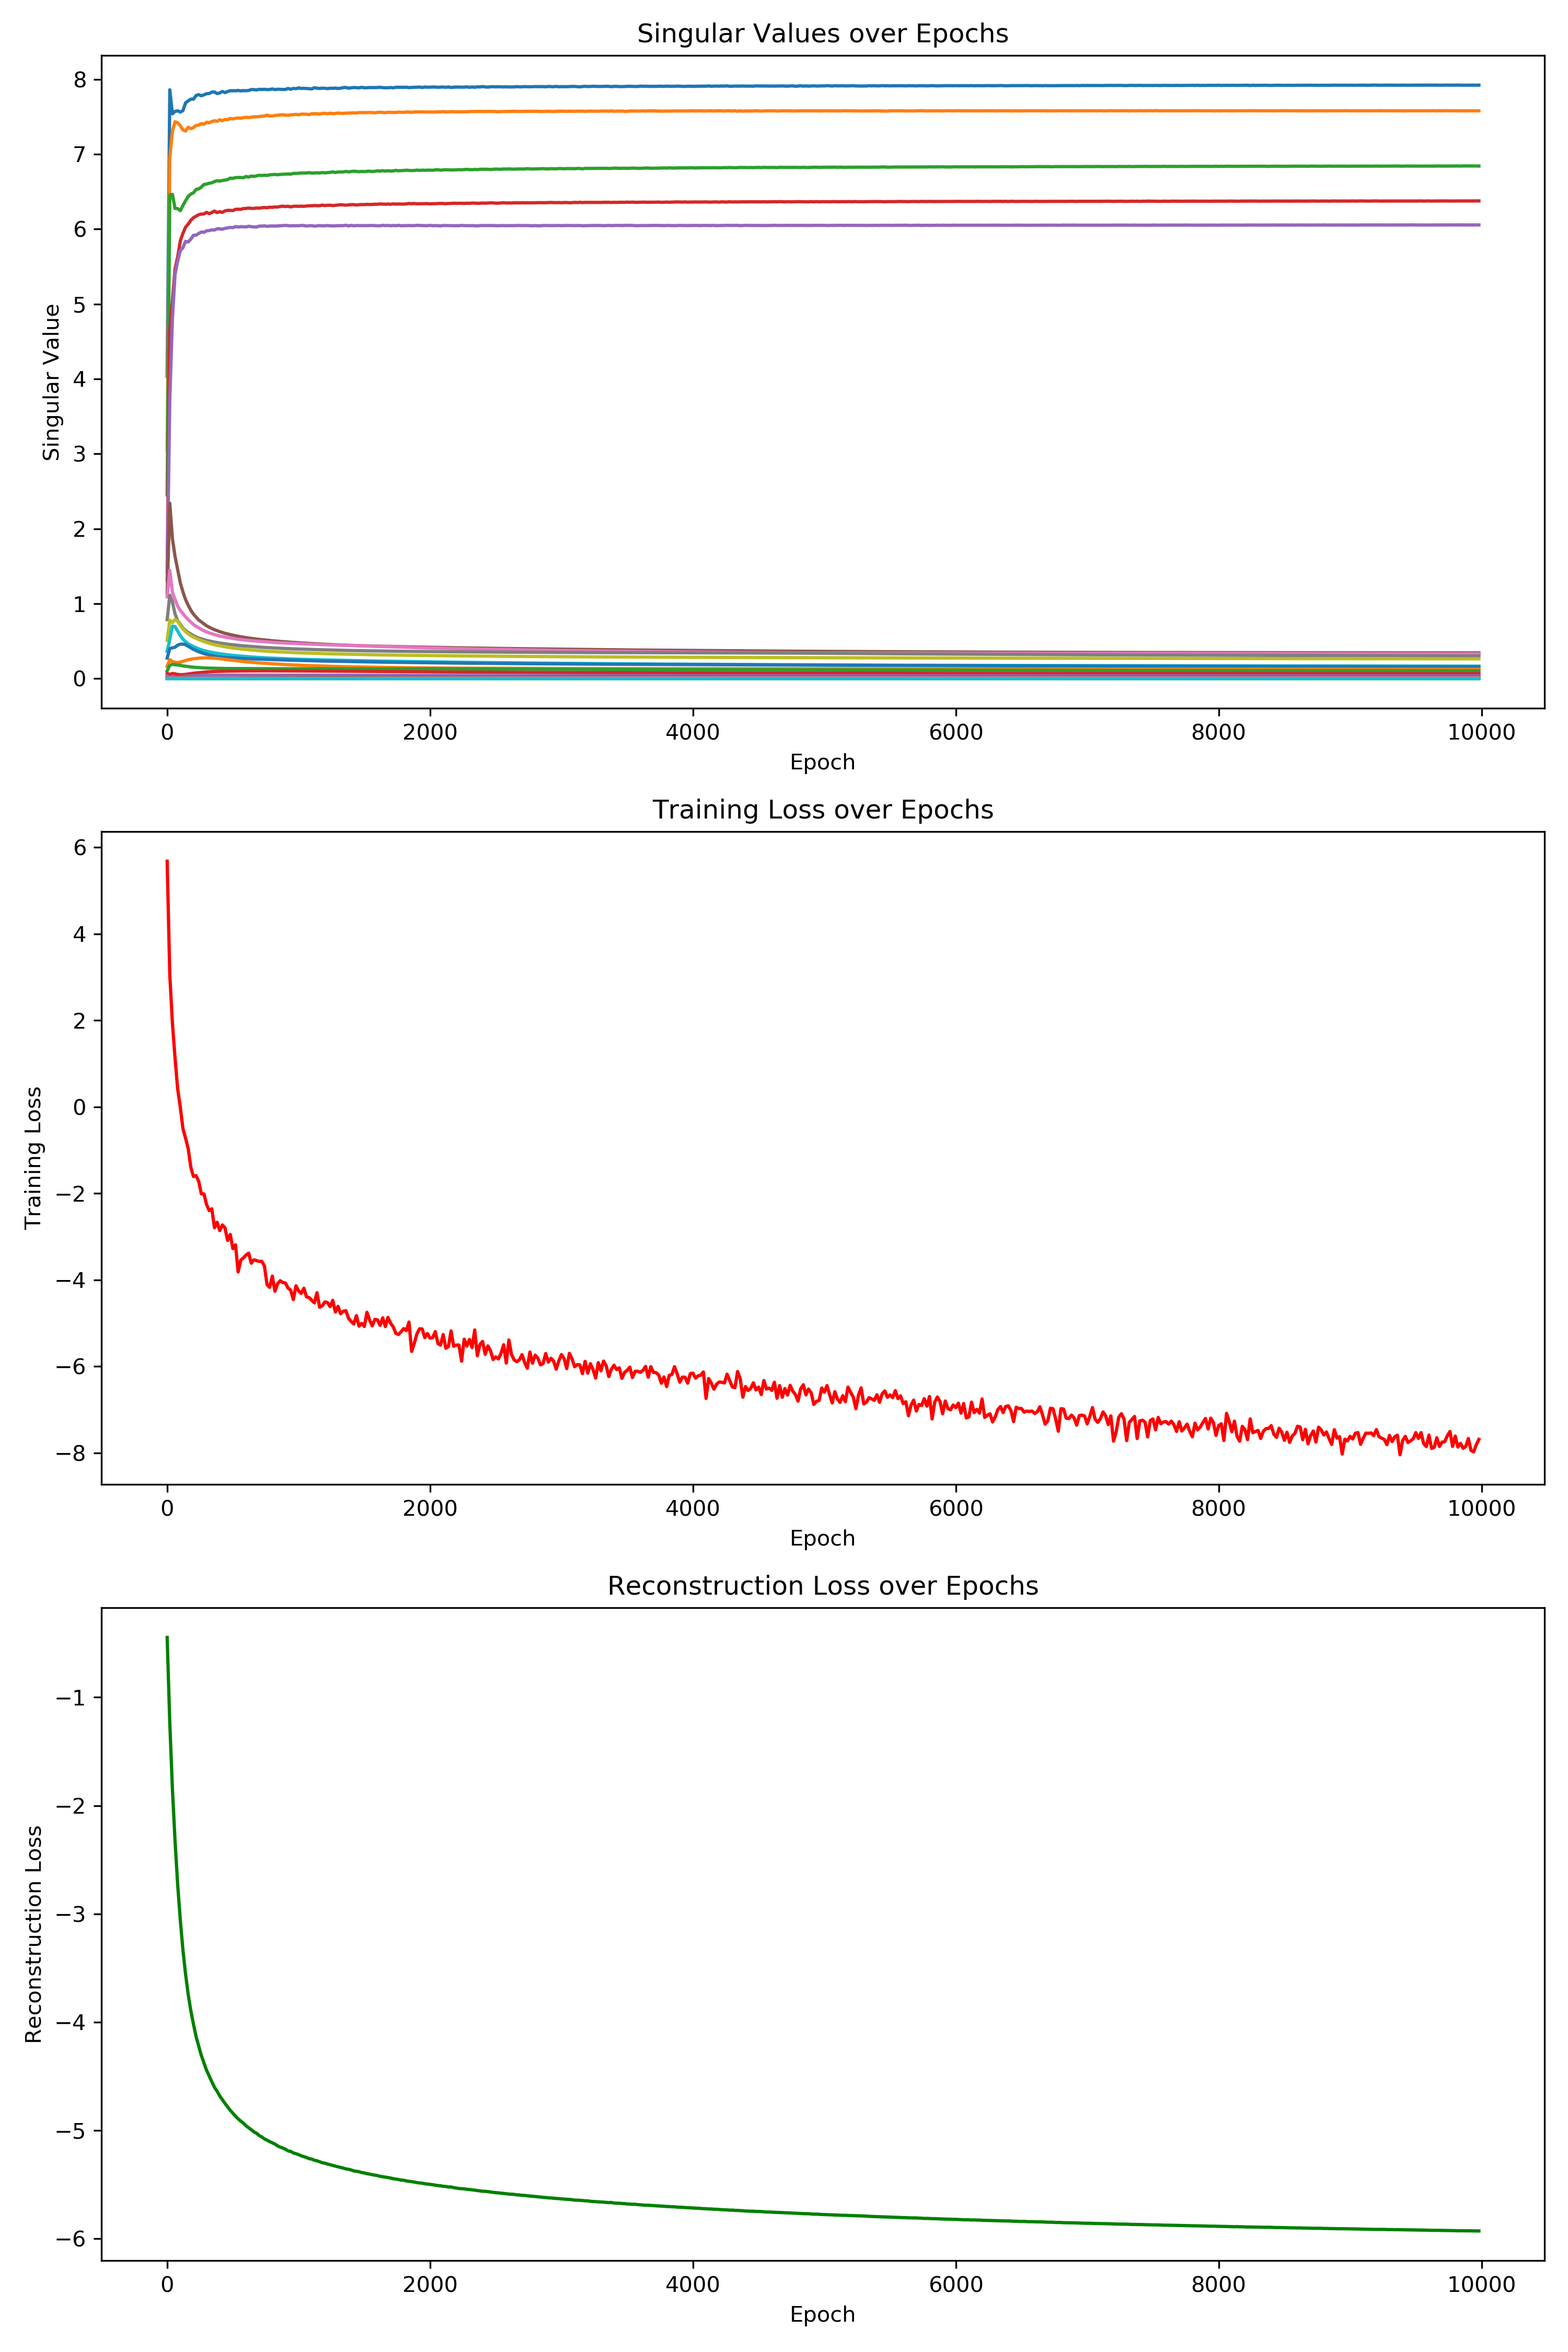 Singular Values over Epochs
8
7
6
5
4
3
2
1
0
Singular Value
0 2000 4000 6000 8000 10000
Epoch
Training Loss over Epochs
6
4
2
0
−2
−4
−6
−8
Training Loss
0 2000 4000 6000 8000 10000
Epoch
Reconstruction Loss over Epochs
−1
−2
−3
−4
−5
−6
Reconstruction Loss
0 2000 4000 6000 8000 10000
Epoch